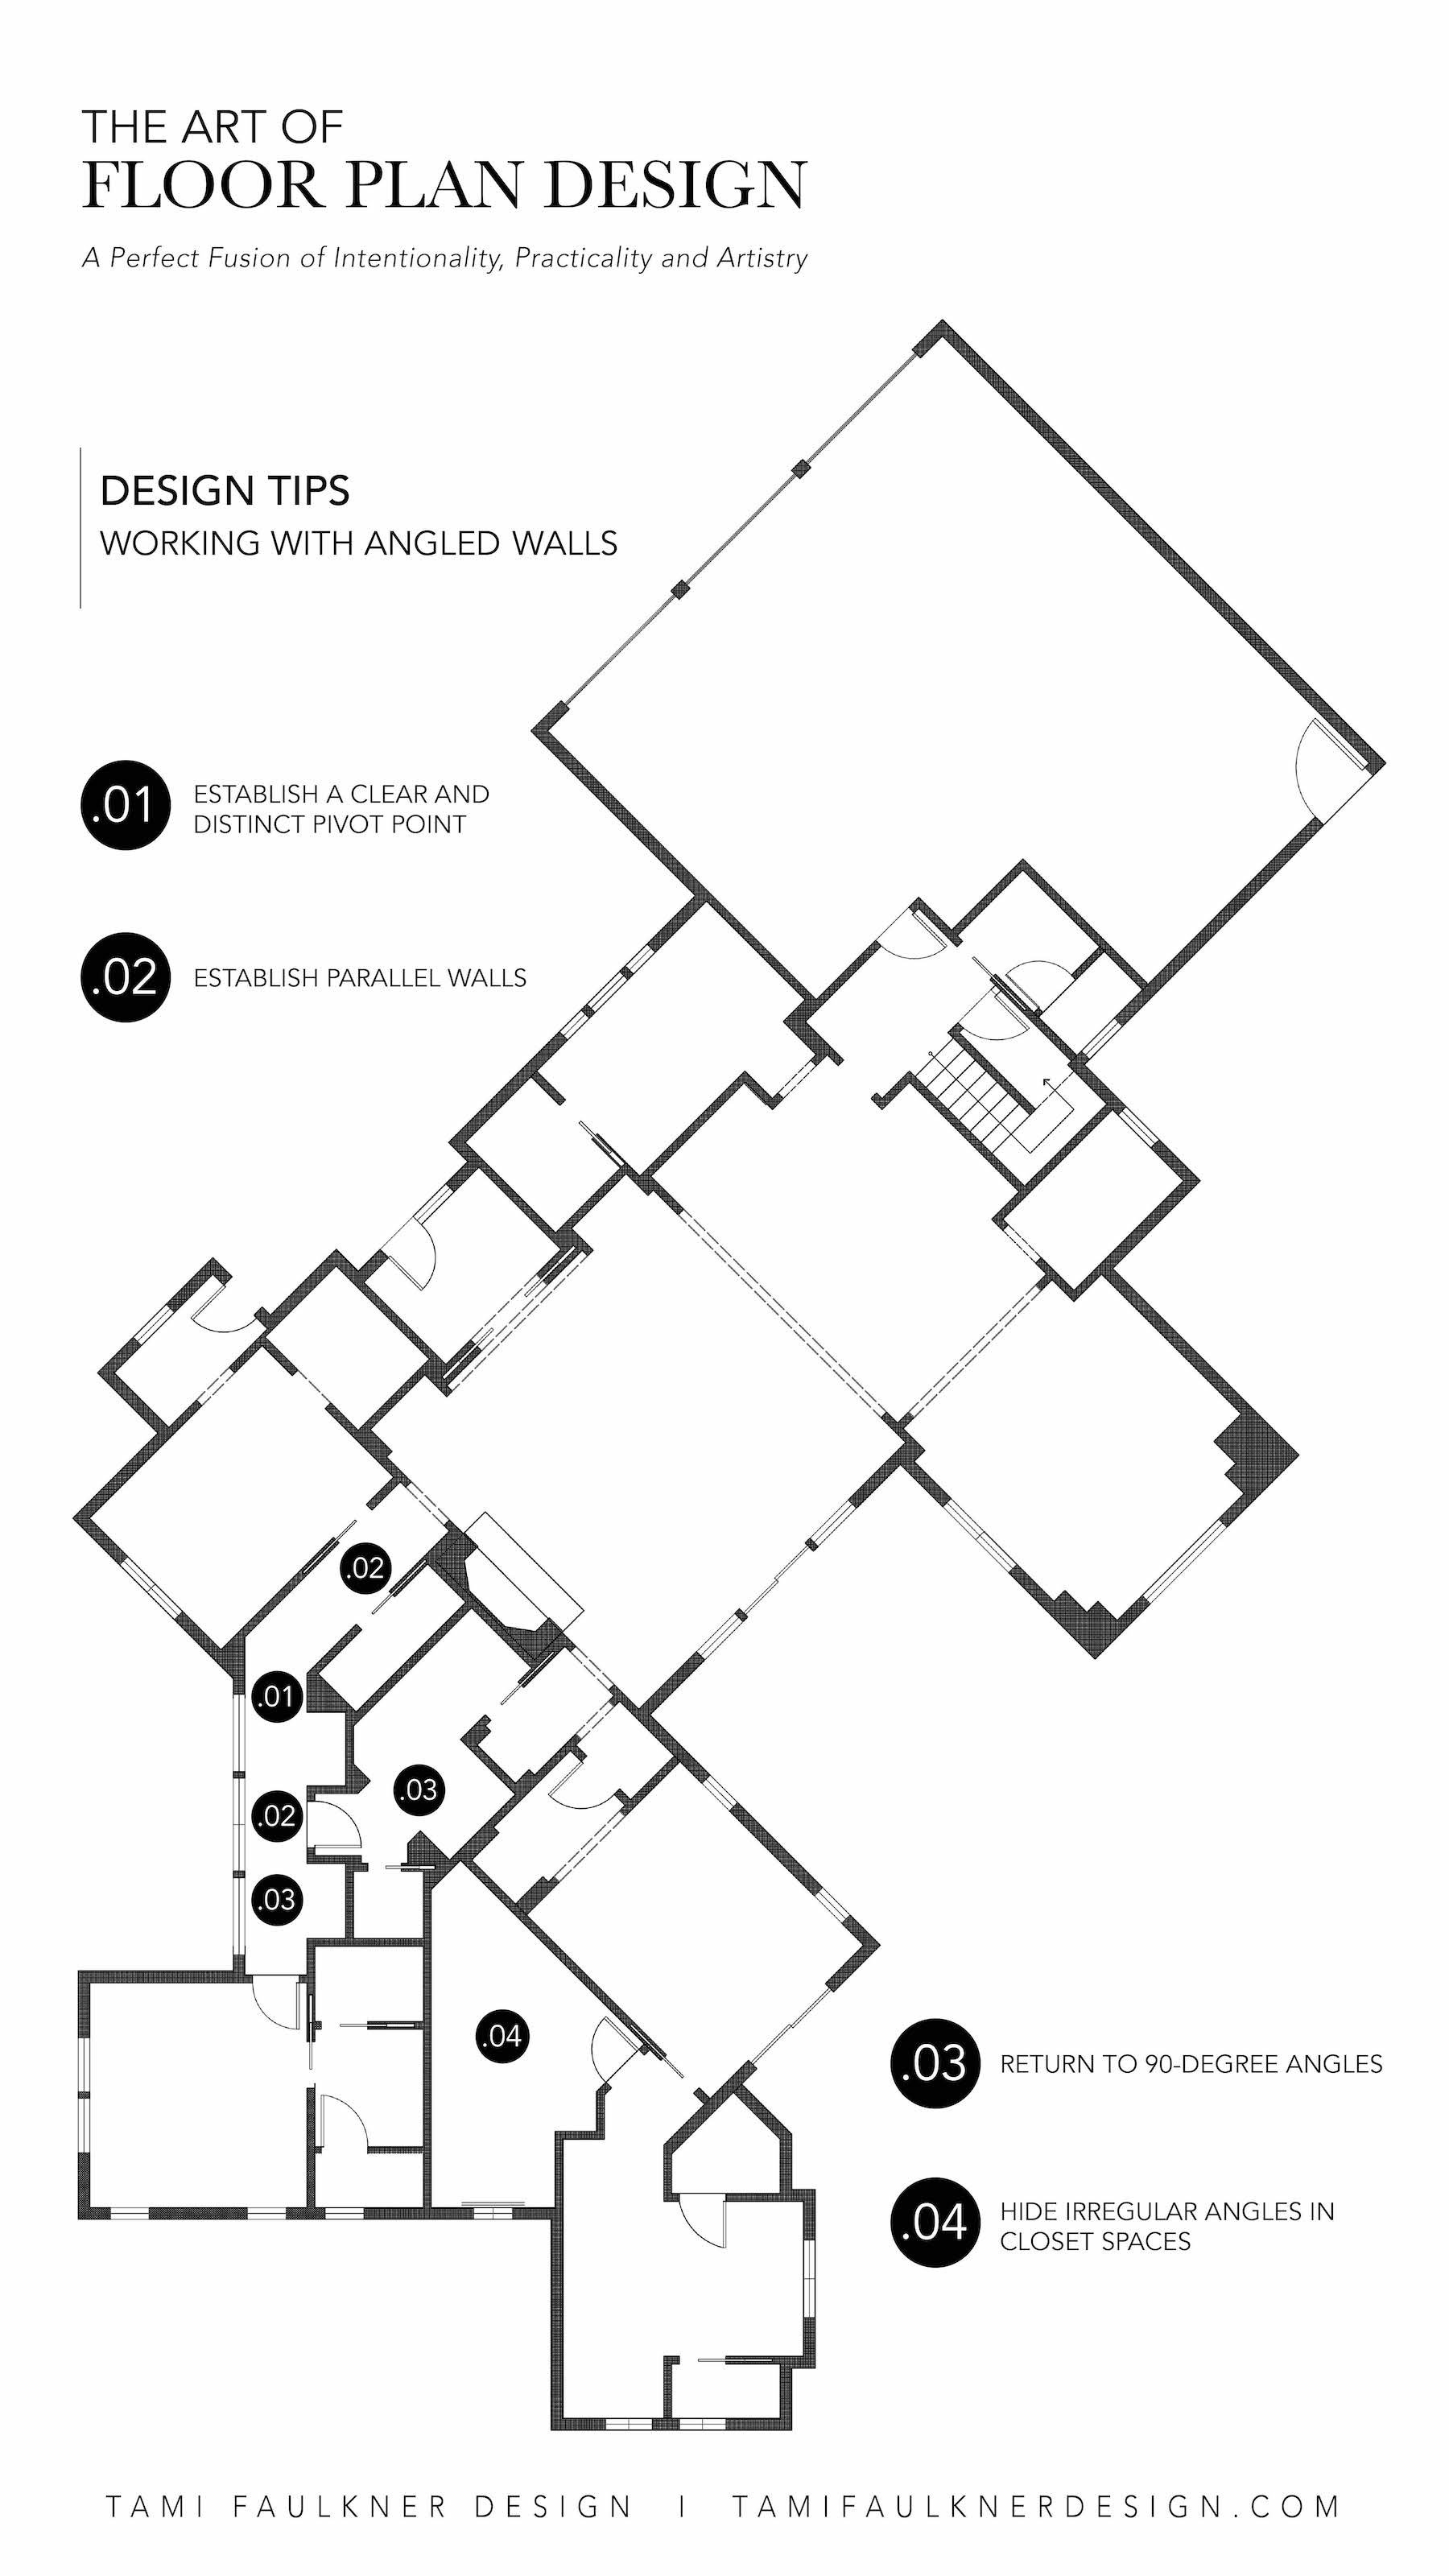 THE ART OF
FLOOR PLAN DESIGN
A Perfect Fusion of Intentionality, Practicality and Artistry
DESIGN TIPS
WORKING WITH ANGLED WALLS
.01
ESTABLISH A CLEAR AND
DISTINCT PIVOT POINT
.02
ESTABLISH PARALLEL WALLS
.02
.01
.03
.02
.03
.04
.03
RETURN TO 90-DEGREE ANGLES
.04
HIDE IRREGULAR ANGLES IN
CLOSET SPACES
TAMI FAULKNER DESIGN | TAMIFAULKNERDESIGN.COM